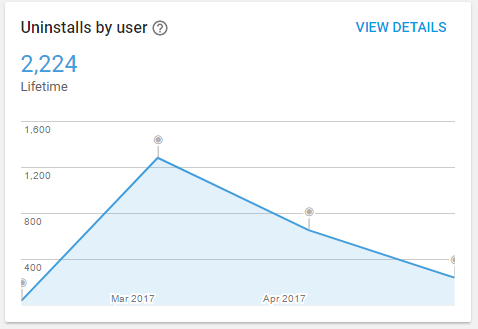 Uninstalls by user
VIEW DETAILS
2,224
Lifetime
1,600
1,200
800
400
Mar 2017
Apr 2017